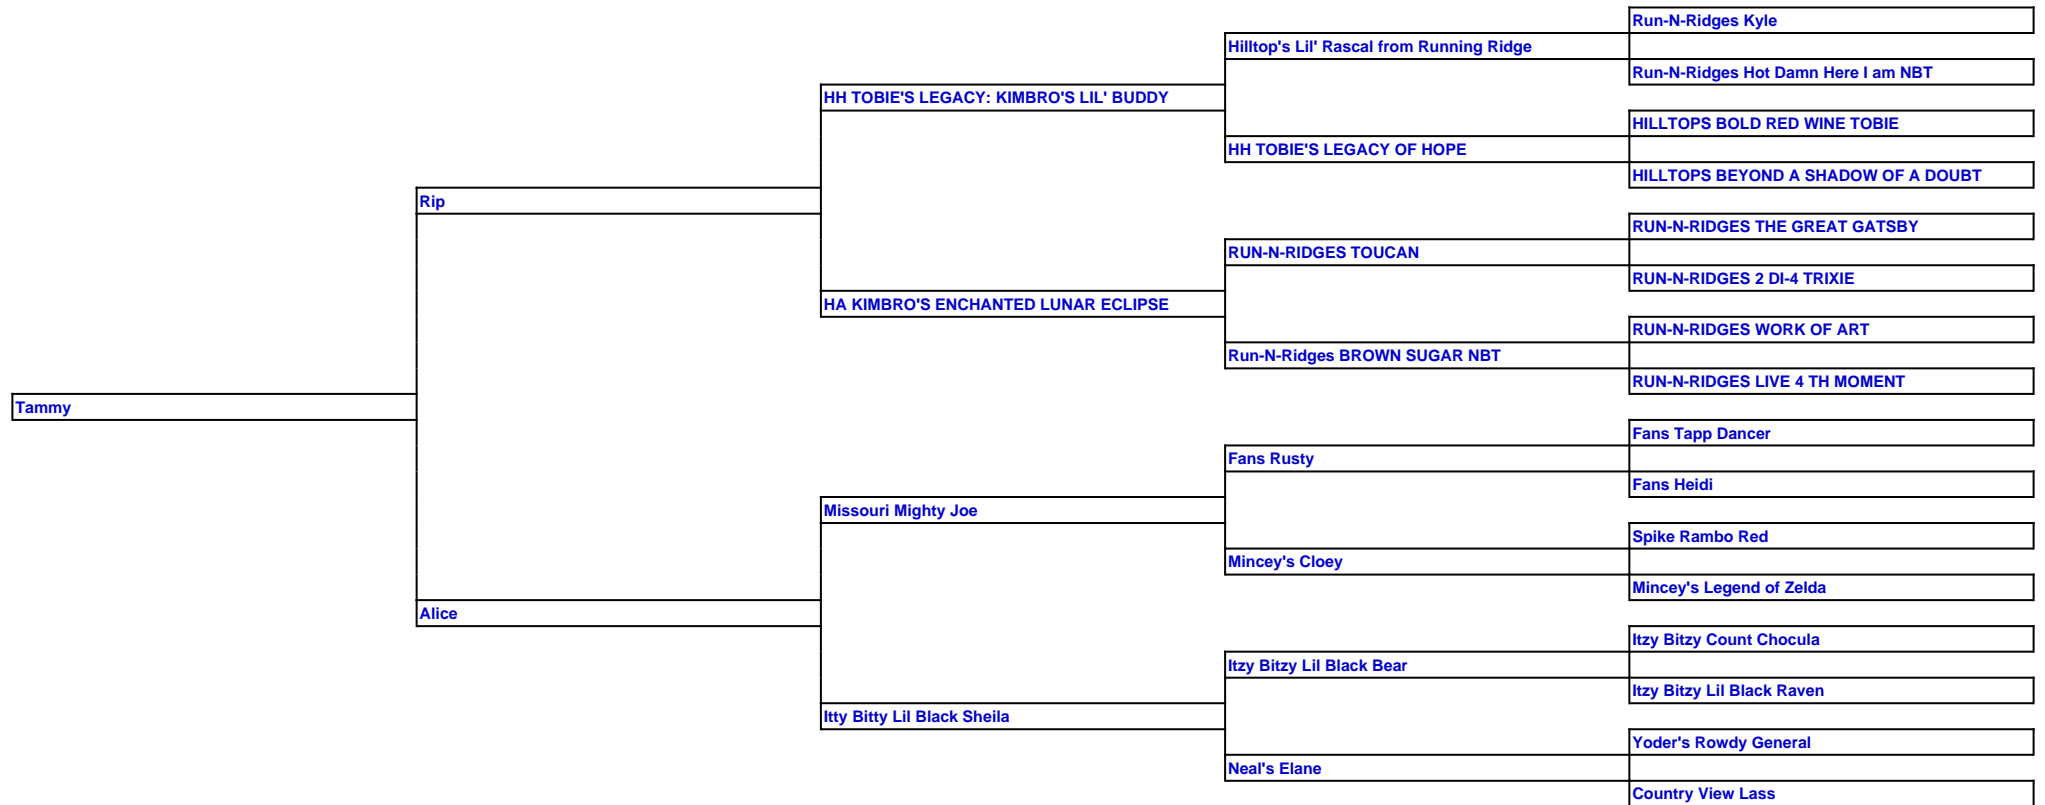 Run-N-Ridges Kyle
Hilltop's Lil' Rascal from Running Ridge
Run-N-Ridges Hot Damn Here I am NBT
HH TOBIE'S LEGACY: KIMBRO'S LIL' BUDDY
HILLTOPS BOLD RED WINE TOBIE
HH TOBIE'S LEGACY OF HOPE
HILLTOPS BEYOND A SHADOW OF A DOUBT
Rip
RUN-N-RIDGES THE GREAT GATSBY
RUN-N-RIDGES TOUCAN
RUN-N-RIDGES 2 DI-4 TRIXIE
HA KIMBRO'S ENCHANTED LUNAR ECLIPSE
RUN-N-RIDGES WORK OF ART
Run-N-Ridges BROWN SUGAR NBT
RUN-N-RIDGES LIVE 4 TH MOMENT
Tammy
Fans Tapp Dancer
Fans Rusty
Fans Heidi
Missouri Mighty Joe
Spike Rambo Red
Mincey's Cloey
Mincey's Legend of Zelda
Alice
Itzy Bitzy Count Chocula
Itzy Bitzy Lil Black Bear
Itzy Bitzy Lil Black Raven
Itty Bitty Lil Black Sheila
Yoder's Rowdy General
Neal's Elane
Country View Lass